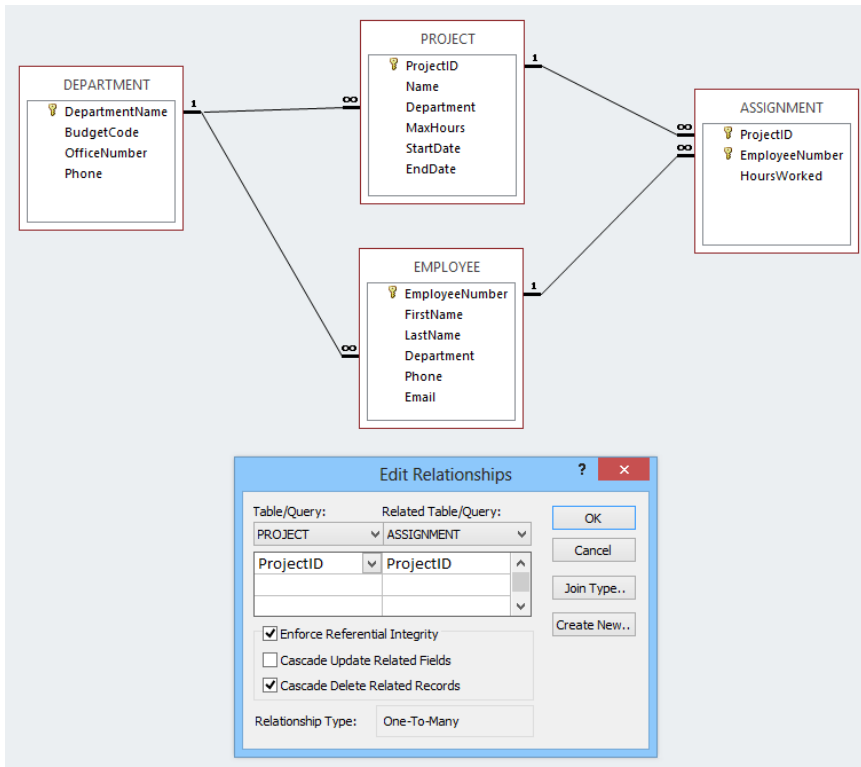 DEPARTMENT
DepartmentName
BudgetCode
OfficeNumber
Phone
1
∞
PROJECT
ProjectID
Name
Department
MaxHours
StartDate
EndDate
1
∞
∞
ASSIGNMENT
ProjectID
EmployeeNumber
HoursWorked
EMPLOYEE
EmployeeNumber
FirstName
LastName
Department
Phone
Email
1
∞
Edit Relationships ? ×
Table/Query: Related Table/Query:
PROJECT ASSIGNMENT
ProjectID ProjectID
Enforce Referential Integrity
Cascade Update Related Fields
Cascade Delete Related Records
Relationship Type: One-To-Many
OK
Cancel
Join Type..
Create New..